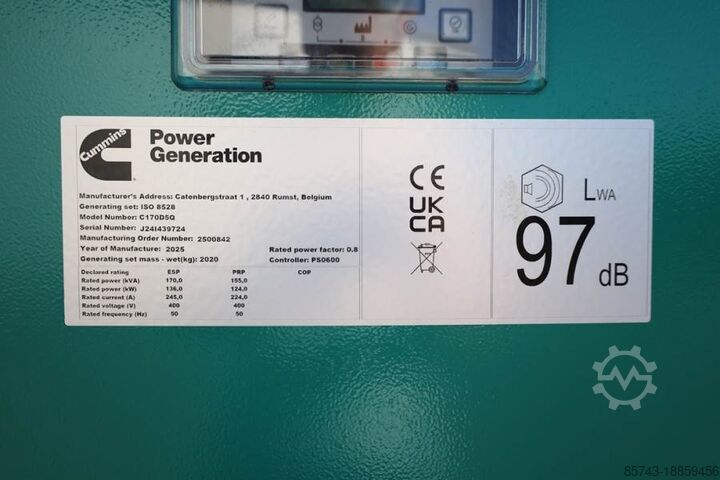 Cummins
Power
Generation
Manufacturer's Address: Catenbergstraat 1 , 2840 Rumst, Belgium
Generating set: ISO 8528
Model Number: C170D5Q
Serial Number: J24I439724
Manufacturing Order Number: 2500842
Year of Manufacture: 2025 Rated power factor: 0.8
Generating set mass - wet(kg): 2020 Controller: PS0600
Declared rating ESP PRP COP
Rated power (kVA) 170,0 155,0
Rated power (kW) 136,0 124,0
Rated current (A) 245,0 224,0
Rated voltage (V) 400 400
Rated frequency (Hz) 50 50
CE
UK
CA
LWA
97 dB
85743-18859456